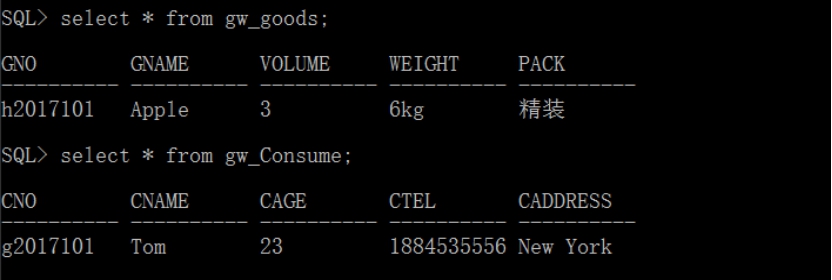 SQL> select * from gw_goods;
GNO GNAME VOLUME WEIGHT PACK
---------- ---------- ---------- ---------- ----------
h2017101 Apple 3 6kg 精装
SQL> select * from gw_Consume;
CNO CNAME CAGE CTEL CADDRESS
---------- ---------- ---------- ---------- ----------
g2017101 Tom 23 1884535556 New York